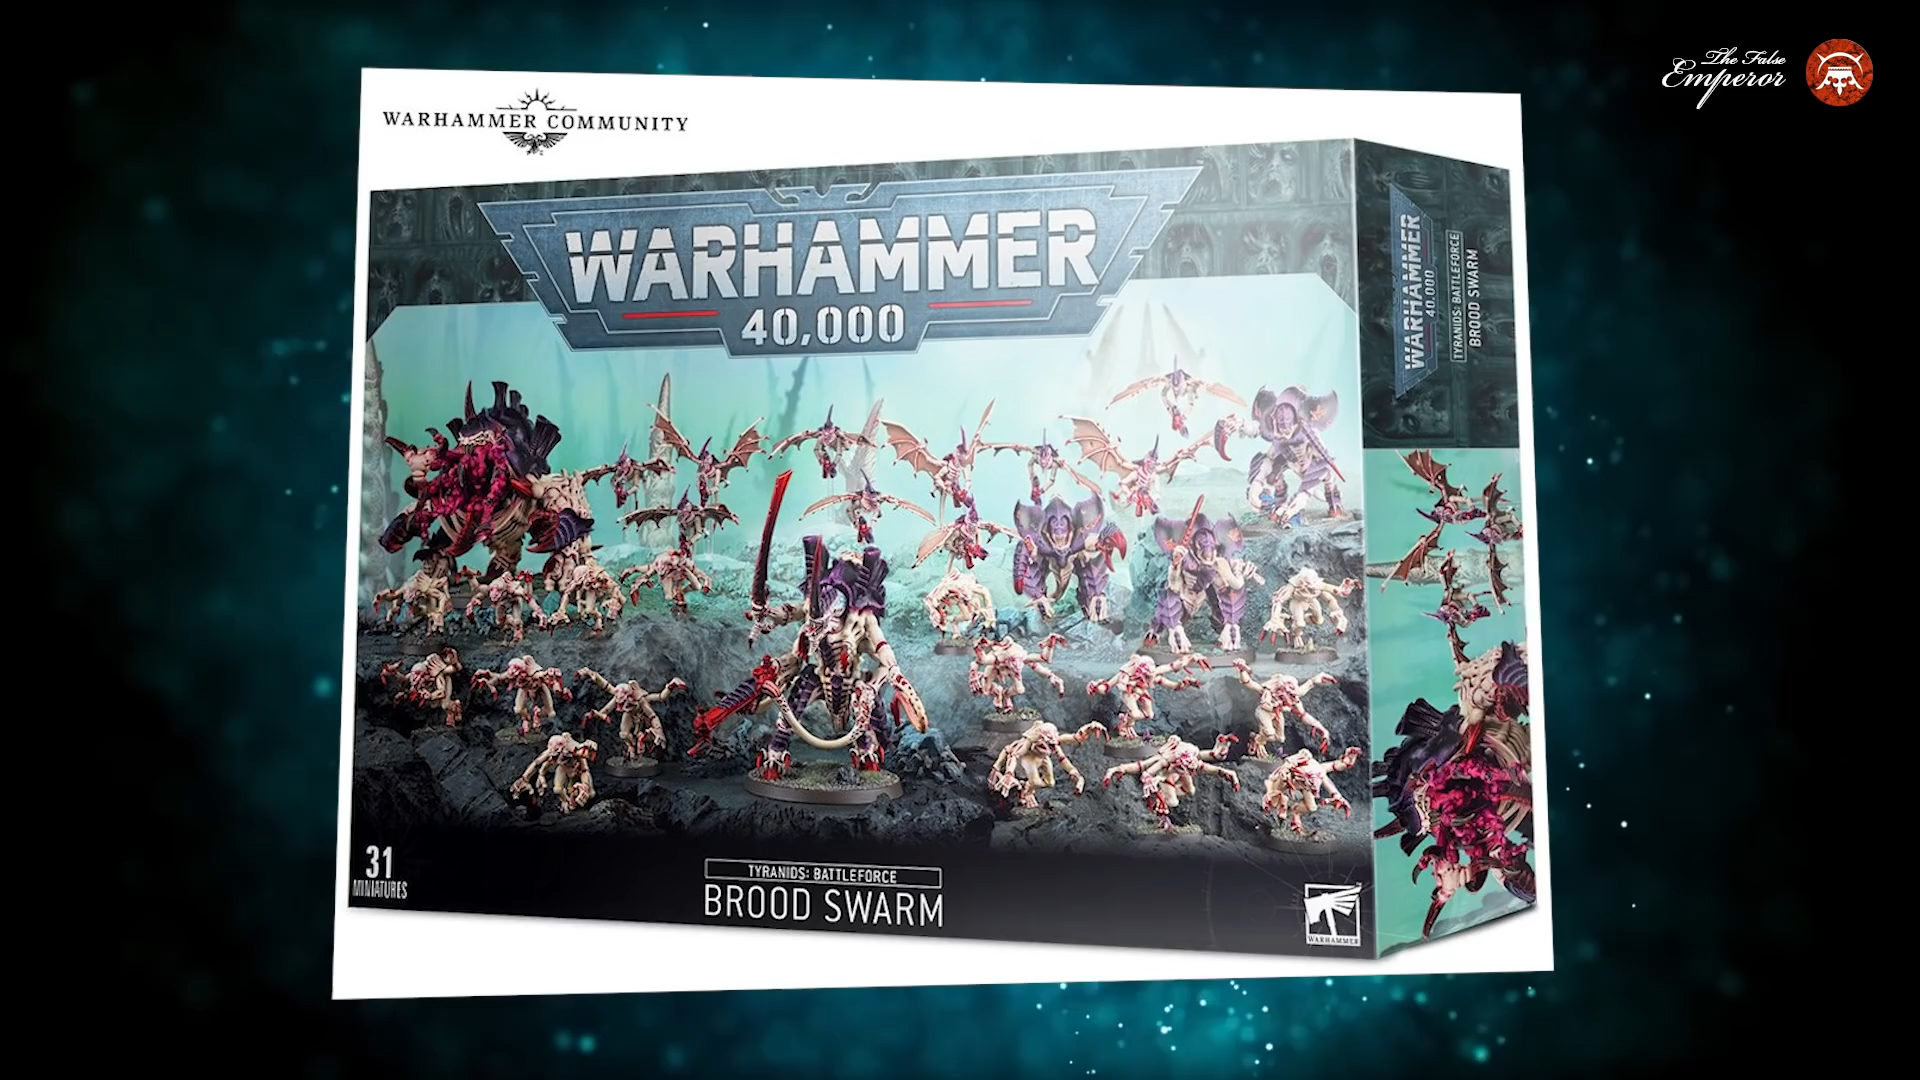 The False
Emperor
WARHAMMER COMMUNITY
WARHAMMER
40,000
WARHAMMER
40,000
TYRANIDS: BATTLEFORCE
BROOD SWARM
31
MINIATURES
TYRANIDS: BATTLEFORCE
BROOD SWARM
WARHAMMER